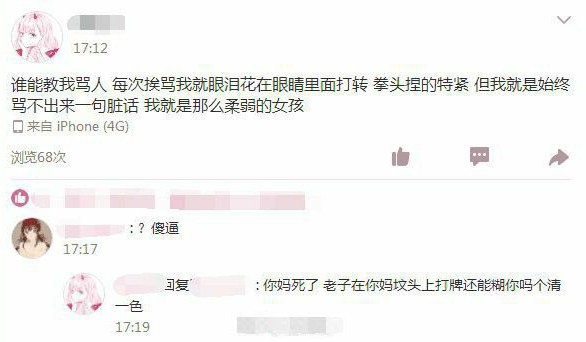 17:12
谁能教我骂人 每次挨骂我就眼泪花在眼睛里面打转 拳头捏的特紧 但我就是始终
骂不出来一句脏话 我就是那么柔弱的女孩
来自 iPhone (4G)
浏览68次
:? 傻逼
17:17
回复 : 你妈死了 老子在你妈坟头上打牌还能糊你吗个清
一色
17:19